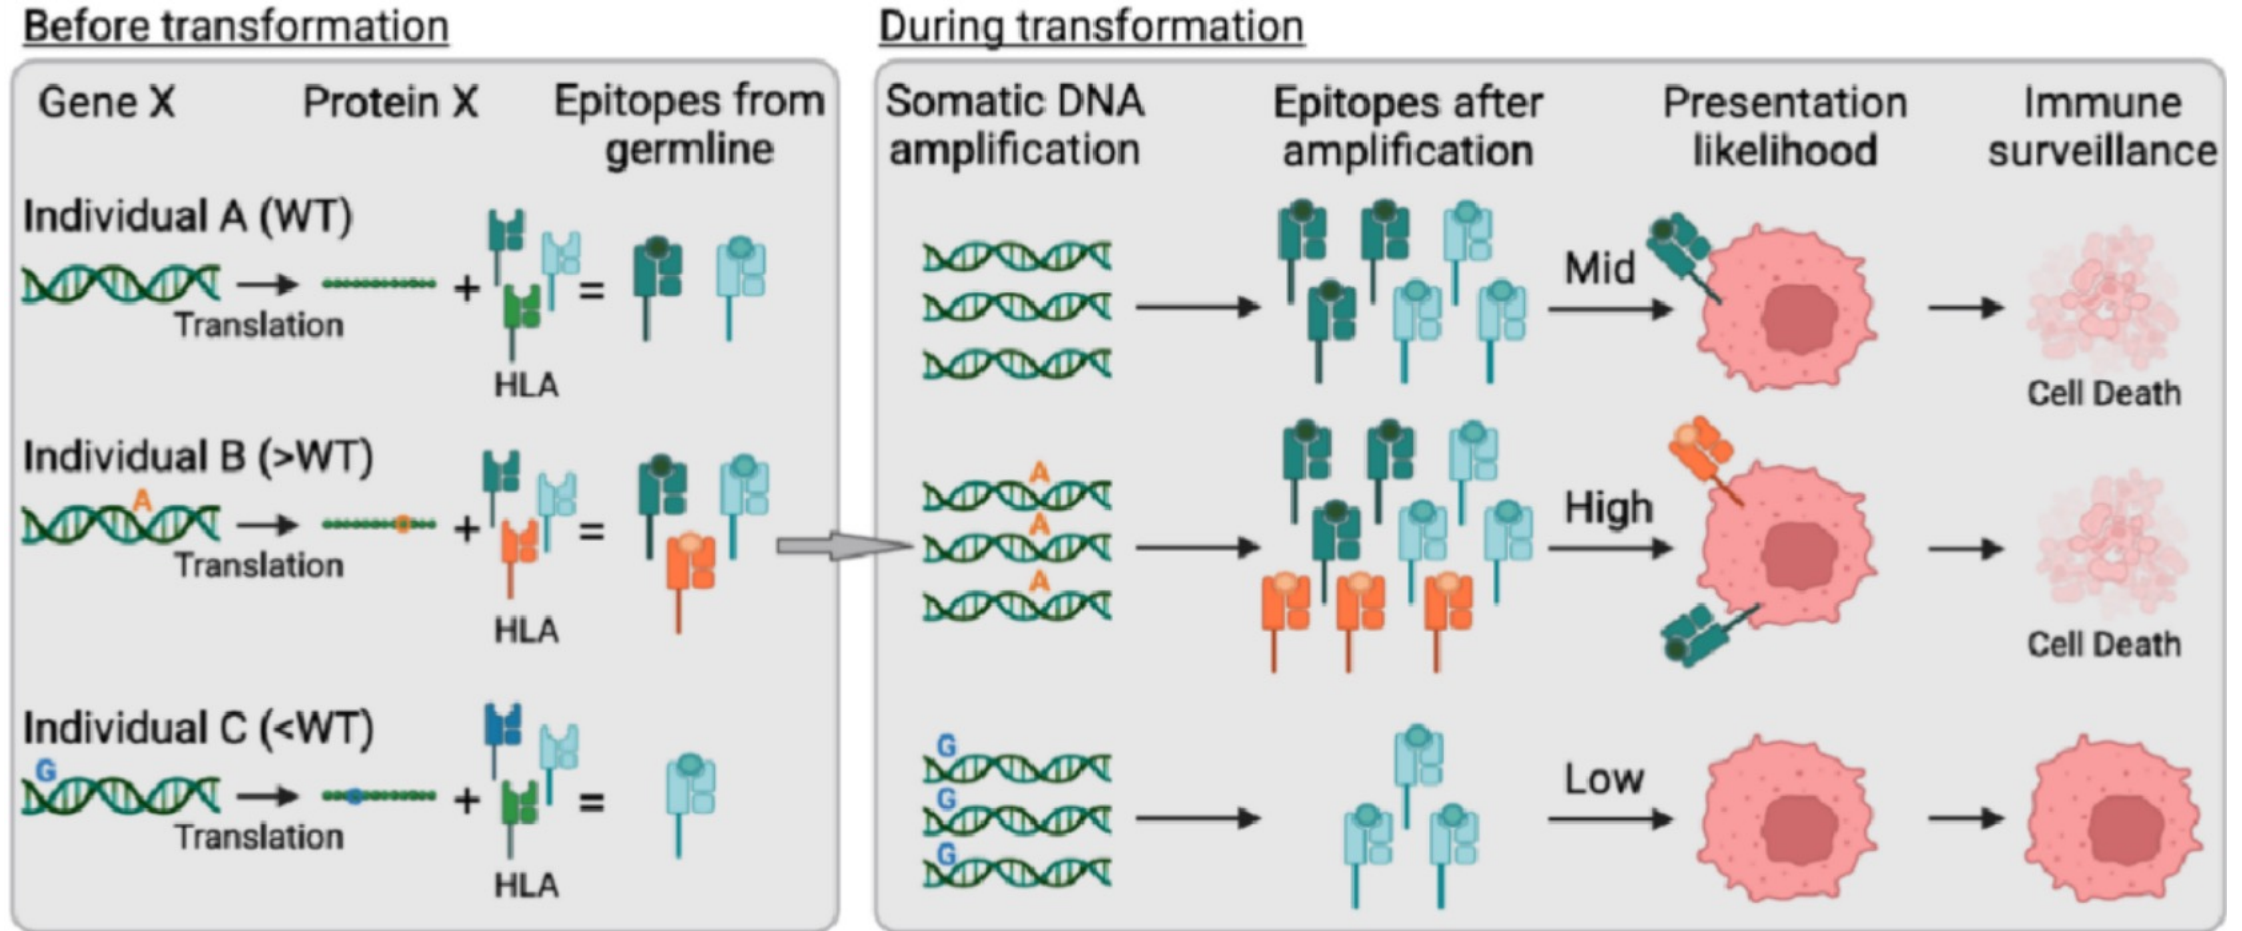 Before transformation
During transformation
Gene X
Protein X
Epitopes from
germline
Somatic DNA
amplification
Epitopes after
amplification
Presentation
likelihood
Immune
surveillance
Individual A (WT)
Translation
+
=
HLA
Mid
Cell Death
Individual B (>WT)
A
Translation
+
=
HLA
A
A
A
High
Cell Death
Individual C (<WT)
G
Translation
+
=
HLA
G
G
G
Low